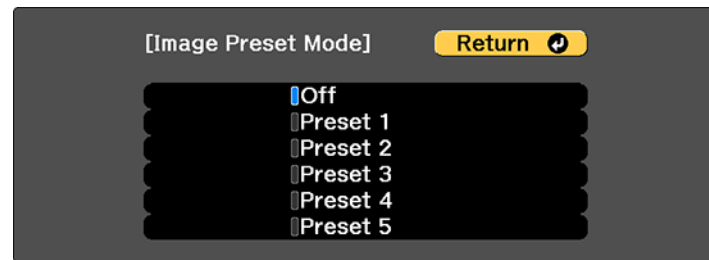 [Image Preset Mode] Return
Off
Preset 1
Preset 2
Preset 3
Preset 4
Preset 5